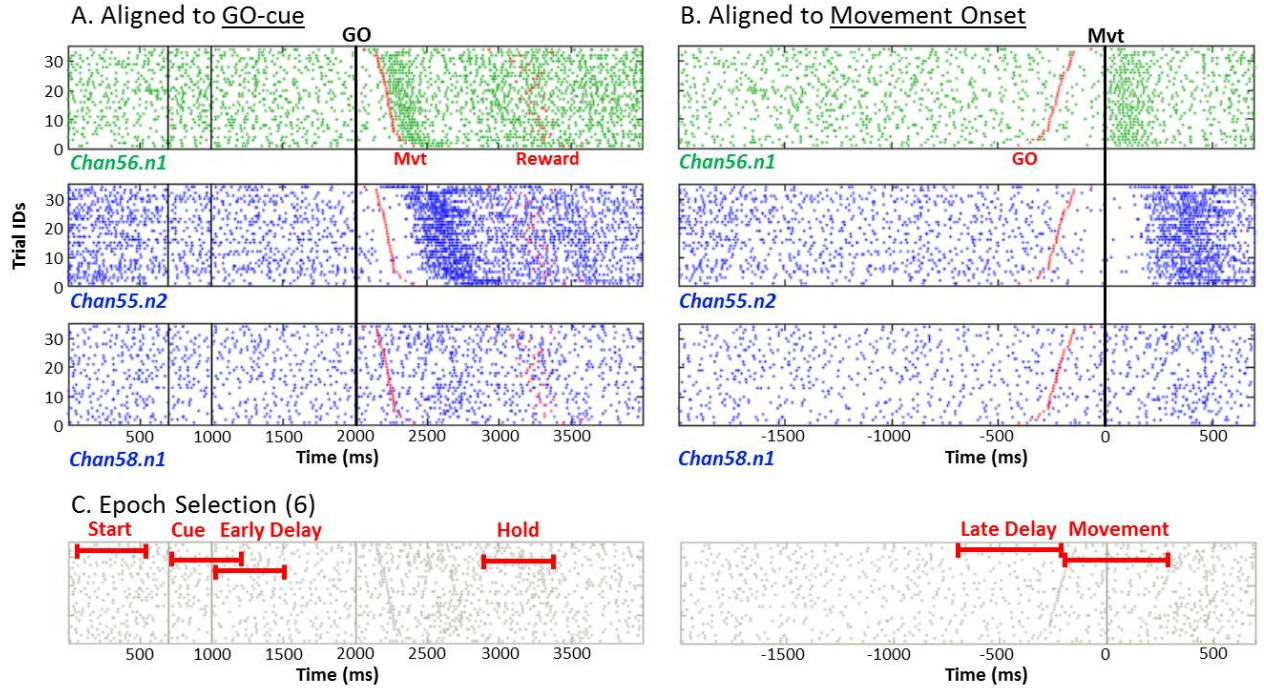 A. Aligned to GO-cue
B. Aligned to Movement Onset
GO
Mvt
30
20
10
0
Chan56.n1
Mvt
Reward
Chan56.n1
GO
30
20
10
0
30
20
10
0
Trial IDs
Chan55.n2
Chan55.n2
30
20
10
0
30
20
10
0
500 1000 1500 2000 2500 3000 3500
-1500 -1000 -500 0 500
Chan58.n1
Time (ms)
Chan58.n1
Time (ms)
C. Epoch Selection (6)
Start Cue Early Delay Hold
Late Delay Movement
500 1000 1500 2000 2500 3000 3500
-1500 -1000 -500 0 500
Time (ms)
Time (ms)